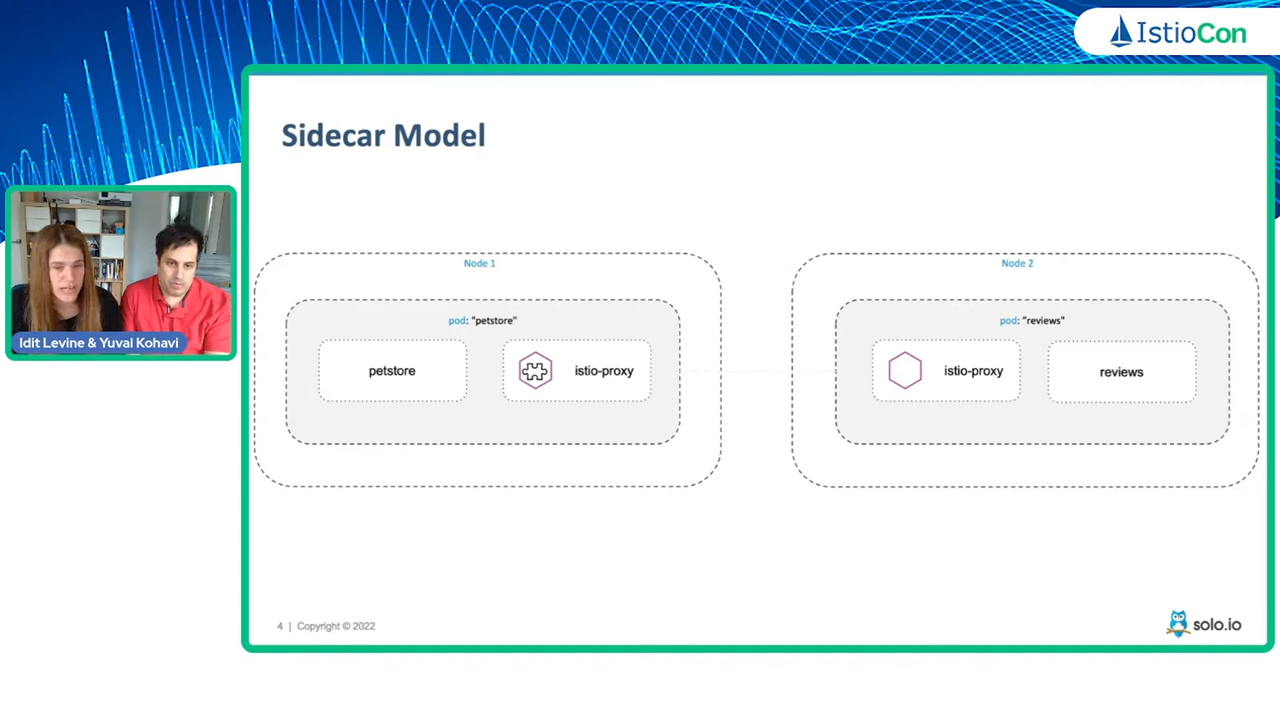 IstioCon
Sidecar Model
Node 1
Node 2
pod: "petstore"
pod: "reviews"
petstore
istio-proxy
istio-proxy
reviews
Idit Levine & Yuval Kohavi
4 | Copyright © 2022
solo.io